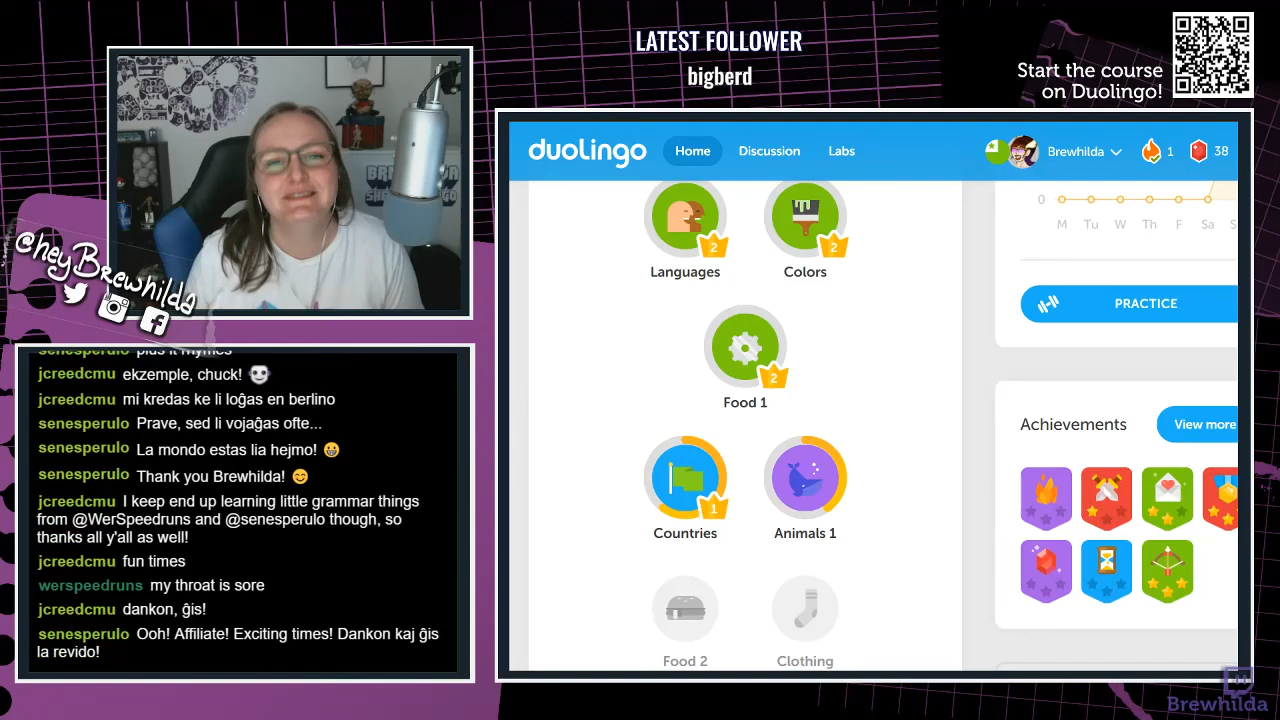 LATEST FOLLOWER
bigberd
Start the course
on Duolingo!
@heyBrewhilda
senesperulo plus it rhymes
jcreedcmu ekzemple, chuck!
jcreedcmu mi kredas ke li loĝas en berlino
senesperulo Prave, sed li vojaĝas ofte...
senesperulo La mondo estas lia hejmo!
senesperulo Thank you Brewhilda!
jcreedcmu I keep end up learning little grammar things
from @WerSpeedruns and @senesperulo though, so
thanks all y'all as well!
jcreedcmu fun times
werspeedruns my throat is sore
jcreedcmu dankon, ĝis!
senesperulo Ooh! Affiliate! Exciting times! Dankon kaj ĝis
la revido!
duolingo Home Discussion Labs Brewhilda 1 38
2 2
Languages Colors
2
Food 1
1
Countries Animals 1
Food 2 Clothing
0
M Tu W Th F Sa S
PRACTICE
Achievements View more
Brewhilda